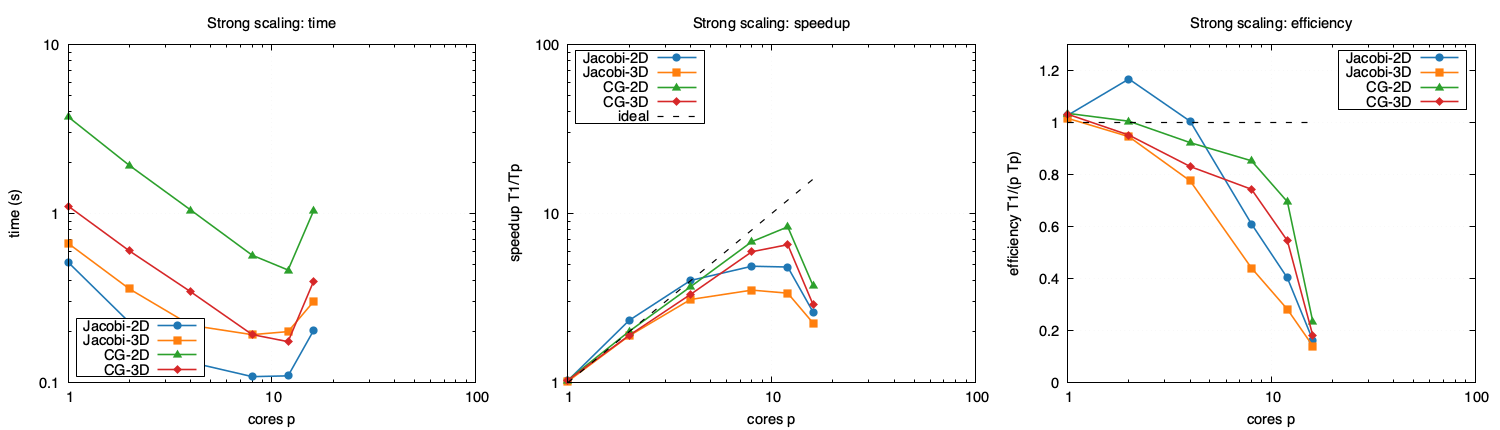 Strong scaling: time
10
1
0.1
time (s)
1
10
100
cores p
Jacobi-2D
Jacobi-3D
CG-2D
CG-3D
Strong scaling: speedup
100
10
1
speedup T1/Tp
1
10
100
cores p
Jacobi-2D
Jacobi-3D
CG-2D
CG-3D
ideal
Strong scaling: efficiency
1.2
1
0.8
0.6
0.4
0.2
0
efficiency T1/(p Tp)
1
10
100
cores p
Jacobi-2D
Jacobi-3D
CG-2D
CG-3D